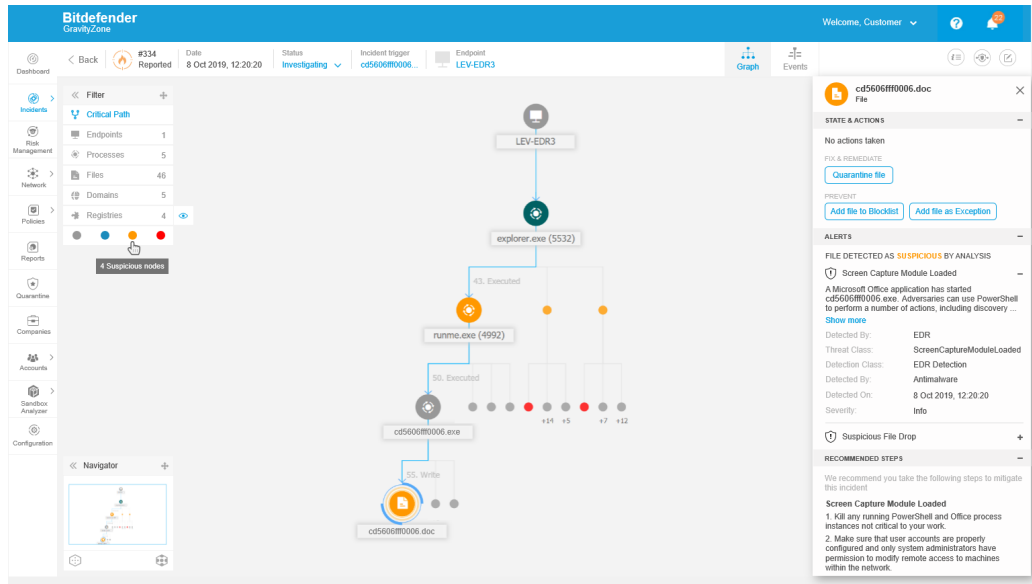 Bitdefender
GravityZone
Welcome, Customer
22
Dashboard
Incidents
Risk
Management
Network
Policies
Reports
Quarantine
Companies
Accounts
Sandbox
Analyzer
Configuration
Back
#334
Reported
Date
8 Oct 2019, 12:20:20
Status
Investigating
Incident trigger
cd5606fff0006...
Endpoint
LEV-EDR3
Graph
Events
Filter
Critical Path
Endpoints 1
Processes 5
Files 46
Domains 5
Registries 4
4 Suspicious nodes
Navigator
LEV-EDR3
explorer.exe (5532)
43. Executed
runme.exe (4992)
50. Executed
+14 +5 +7 +12
cd5606fff0006.exe
55. Write
cd5606fff0006.doc
cd5606fff0006.doc
File
STATE & ACTIONS
No actions taken
FIX & REMEDIATE
Quarantine file
PREVENT
Add file to Blocklist Add file as Exception
ALERTS
FILE DETECTED AS SUSPICIOUS BY ANALYSIS
Screen Capture Module Loaded
A Microsoft Office application has started
cd5606fff0006.exe. Adversaries can use PowerShell
to perform a number of actions, including discovery ...
Show more
Detected By: EDR
Threat Class: ScreenCaptureModuleLoaded
Detection Class: EDR Detection
Detected By: Antimalware
Detected On: 8 Oct 2019, 12:20:20
Severity: Info
Suspicious File Drop
RECOMMENDED STEPS
We recommend you take the following steps to mitigate
this incident
Screen Capture Module Loaded
1. Kill any running PowerShell and Office process
instances not critical to your work.
2. Make sure that user accounts are properly
configured and only system administrators have
permission to modify remote access to machines
within the network.